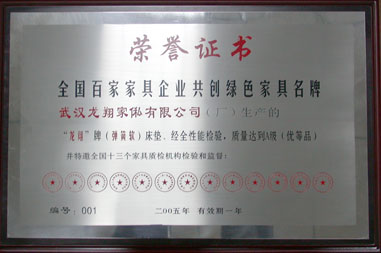 荣誉证书
全国百家家具企业共创绿色家具名牌
武汉龙翔家俬有限公司（厂）生产的
“龙翔”牌（弹簧软）床垫、经全性能检验，质量达到A级（优等品）
并特邀全国十三个家具质检机构检验和监督：
编号：001 二00五年 有效期一年